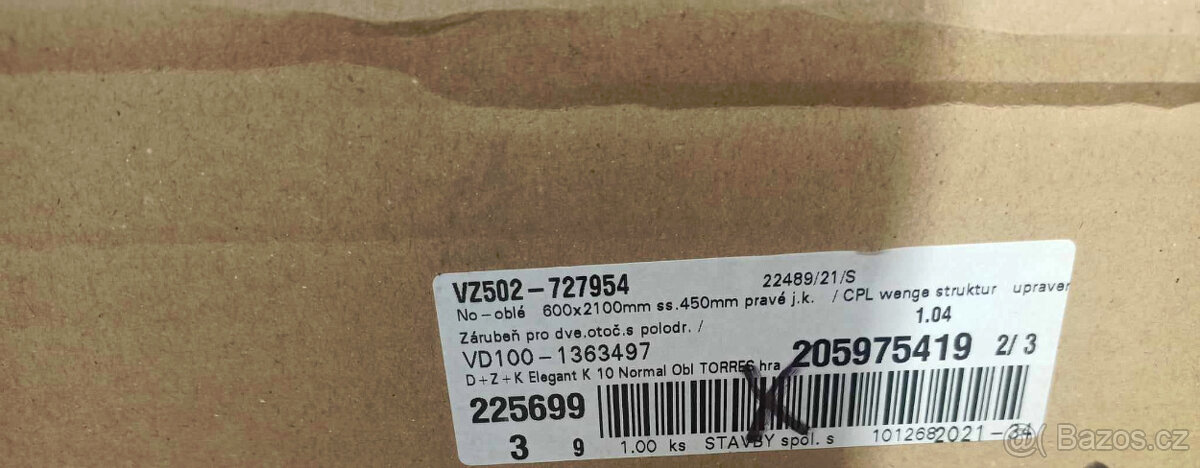 VZ502-727954 22489/21/S
No-oblé 600x2100mm ss.450mm pravé j.k. / CPL wenge struktur upraver
Zárubeň pro dve.otoč.s polodr. / 1.04
VD100-1363497 205975419 2/3
D+Z+K Elegant K 10 Normal Obl TORRES hra
225699
3 9 1.00 ks STAVBY spol. s 1012682021-34
Bazos.cz